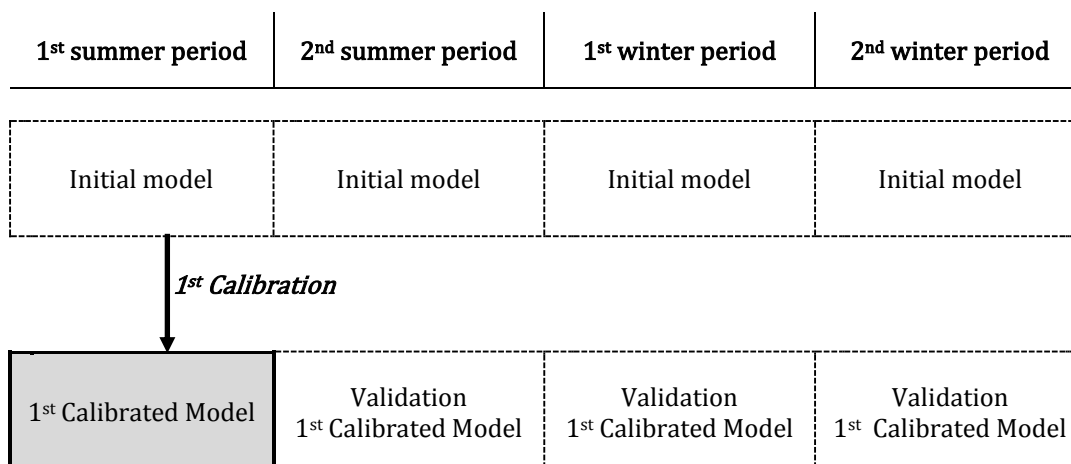 1st summer period 2nd summer period 1st winter period 2nd winter period
Initial model Initial model Initial model Initial model
1st Calibration
1st Calibrated Model
Validation
1st Calibrated Model
Validation
1st Calibrated Model
Validation
1st Calibrated Model